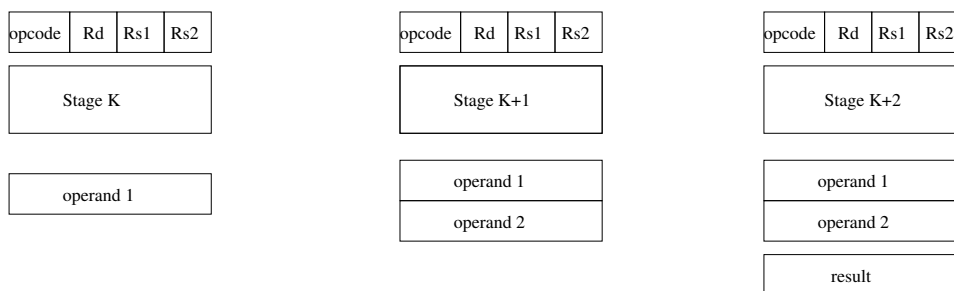 opcode Rd Rs1 Rs2 opcode Rd Rs1 Rs2 opcode Rd Rs1 Rs2
Stage K Stage K+1 Stage K+2
operand 1 operand 1
operand 1
operand 2 operand 2
result